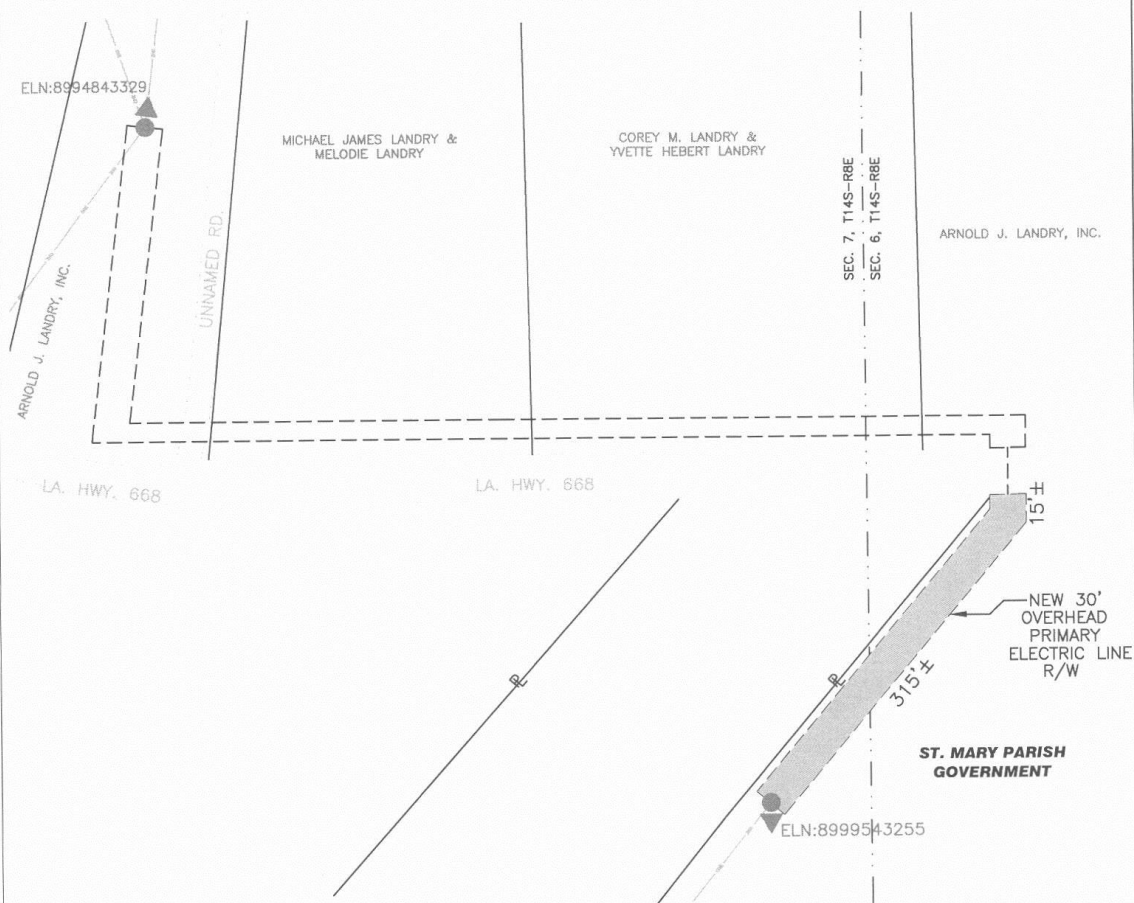 ELN:8994843329
MICHAEL JAMES LANDRY &
MELODIE LANDRY
COREY M. LANDRY &
YVETTE HEBERT LANDRY
SEC. 7, T14S-R8E
SEC. 6, T14S-R8E
ARNOLD J. LANDRY, INC.
UNNAMED RD.
ARNOLD J. LANDRY, INC.
LA. HWY. 668
LA. HWY. 668
15'±
NEW 30'
OVERHEAD
PRIMARY
ELECTRIC LINE
R/W
315'±
PL
PL
ST. MARY PARISH
GOVERNMENT
ELN:8999543255